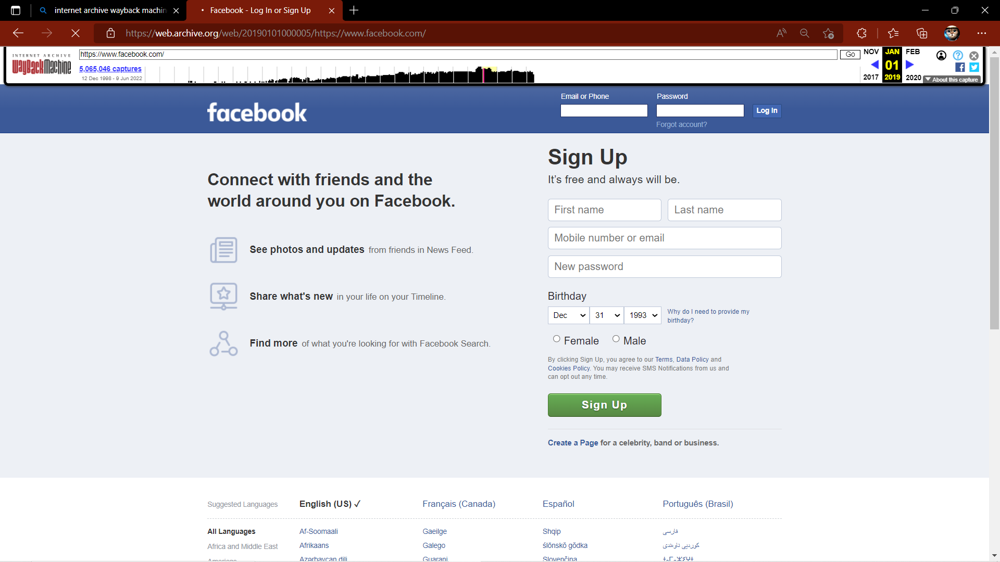 internet archive wayback machin
Facebook - Log In or Sign Up
https://web.archive.org/web/20190101000005/https://www.facebook.com/
INTERNET ARCHIVE
WayBackMachine
https://www.facebook.com/
Go
NOV JAN FEB
01
2017 2019 2020
5,065,046 captures
12 Dec 1998 - 9 Jun 2022
About this capture
facebook
Email or Phone
Password
Log In
Forgot account?
Connect with friends and the
world around you on Facebook.
See photos and updates from friends in News Feed.
Share what's new in your life on your Timeline.
Find more of what you're looking for with Facebook Search.
Sign Up
It’s free and always will be.
First name
Last name
Mobile number or email
New password
Birthday
Dec 31 1993
Why do I need to provide my
birthday?
Female Male
By clicking Sign Up, you agree to our Terms, Data Policy and
Cookies Policy. You may receive SMS Notifications from us and
can opt out any time.
Sign Up
Create a Page for a celebrity, band or business.
Suggested Languages English (US) ✓ Français (Canada) Español Português (Brasil)
All Languages Af-Soomaali Gaeilge Shqip فارسی
Africa and Middle East Afrikaans Galego ślōnskŏ gŏdka کوردیی ناوەندی
Americas Azərbaycan dili Guarani Slovenčina